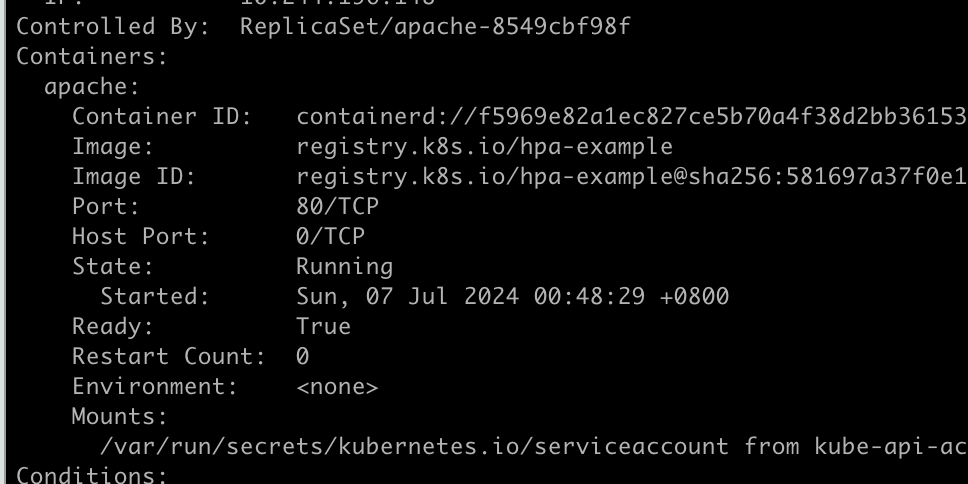 Controlled By:  ReplicaSet/apache-8549cbf98f
Containers:
  apache:
    Container ID:   containerd://f5969e82a1ec827ce5b70a4f38d2bb36153
    Image:          registry.k8s.io/hpa-example
    Image ID:       registry.k8s.io/hpa-example@sha256:581697a37f0e1
    Port:           80/TCP
    Host Port:      0/TCP
    State:          Running
      Started:      Sun, 07 Jul 2024 00:48:29 +0800
    Ready:          True
    Restart Count:  0
    Environment:    <none>
    Mounts:
      /var/run/secrets/kubernetes.io/serviceaccount from kube-api-ac
Conditions: